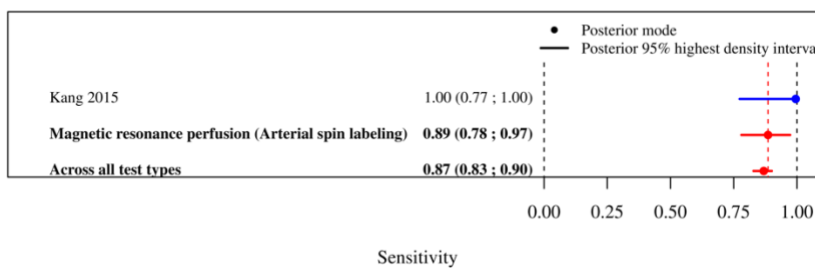 Posterior mode
Posterior 95% highest density interva
Kang 2015 1.00 (0.77 ; 1.00)
Magnetic resonance perfusion (Arterial spin labeling) 0.89 (0.78 ; 0.97)
Across all test types 0.87 (0.83 ; 0.90)
0.00 0.25 0.50 0.75 1.00
Sensitivity